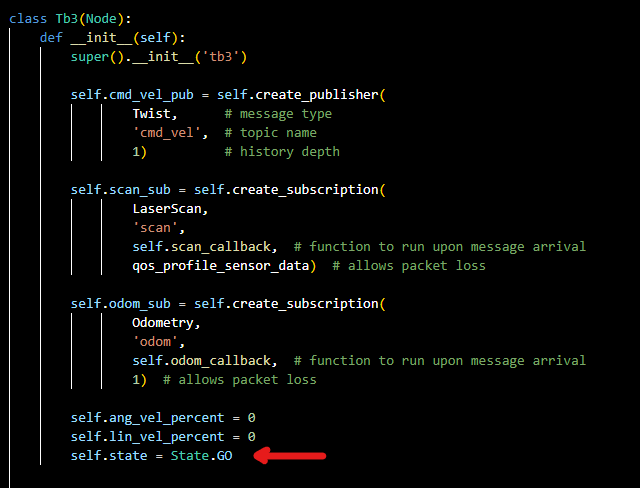 class Tb3(Node):
    def __init__(self):
        super().__init__('tb3')

        self.cmd_vel_pub = self.create_publisher(
                Twist,      # message type
                'cmd_vel',  # topic name
                1)          # history depth

        self.scan_sub = self.create_subscription(
                LaserScan,
                'scan',
                self.scan_callback,  # function to run upon message arrival
                qos_profile_sensor_data)  # allows packet loss

        self.odom_sub = self.create_subscription(
                Odometry,
                'odom',
                self.odom_callback,  # function to run upon message arrival
                1)  # allows packet loss

        self.ang_vel_percent = 0
        self.lin_vel_percent = 0
        self.state = State.GO